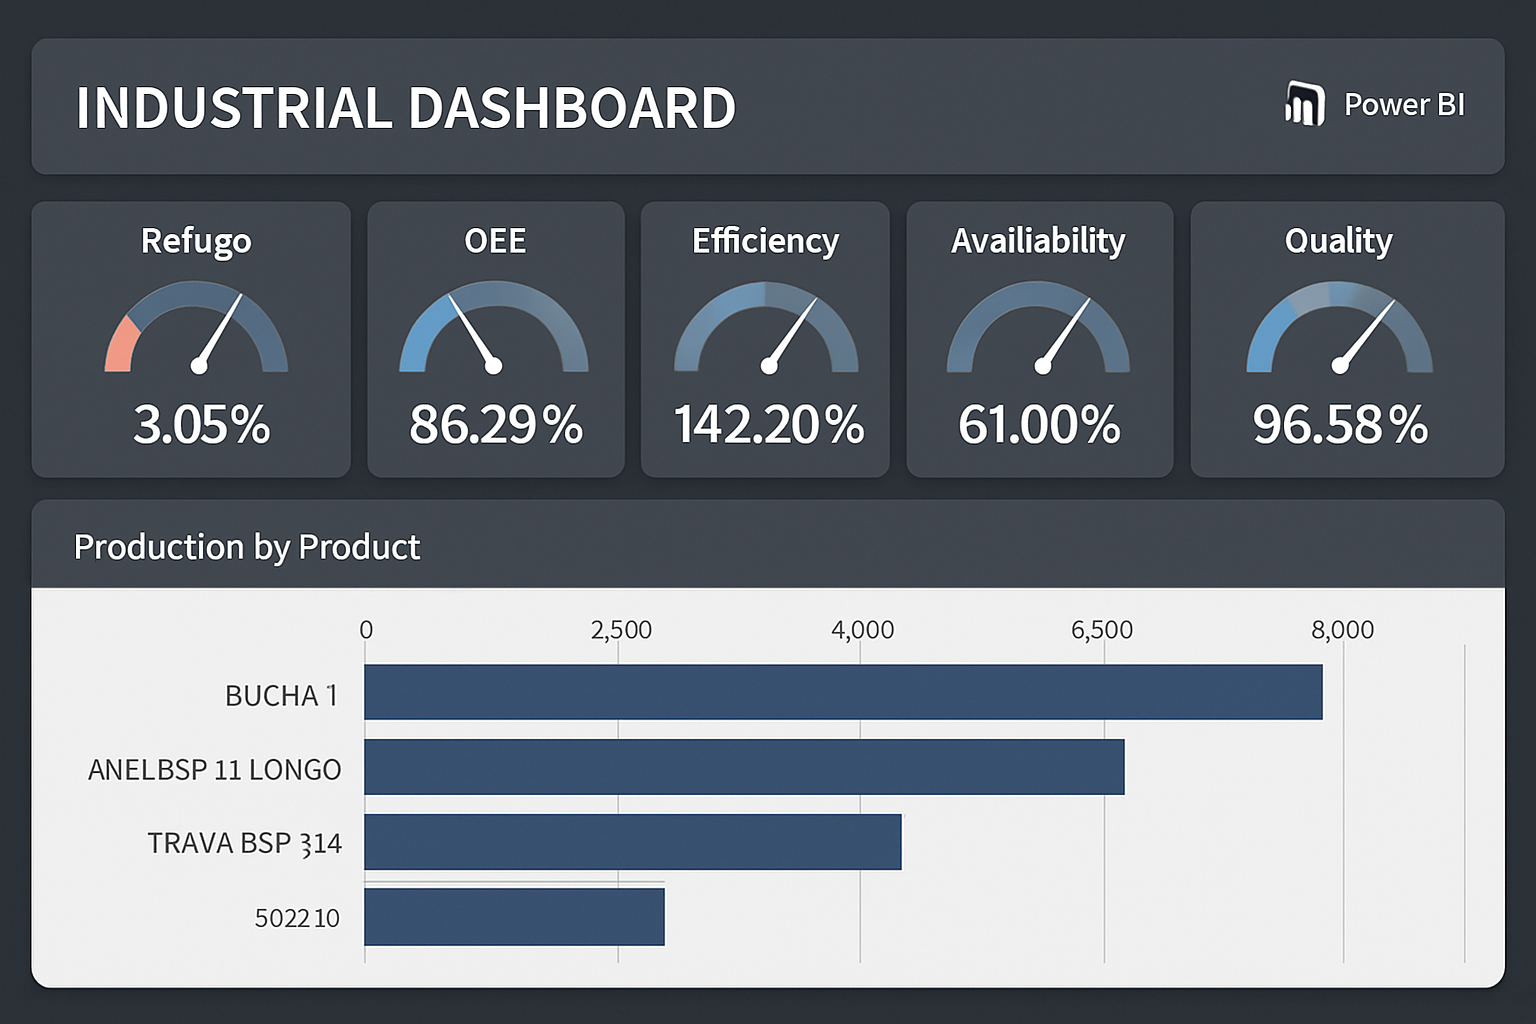 INDUSTRIAL DASHBOARD
Power BI
Refugo
OEE
Efficiency
Availiability
Quality
3.05%
86.29%
142.20%
61.00%
96.58%
Production by Product
0 2,500 4,000 6,500 8,000
BUCHA 1
ANELBSP 11 LONGO
TRAVA BSP 314
502210